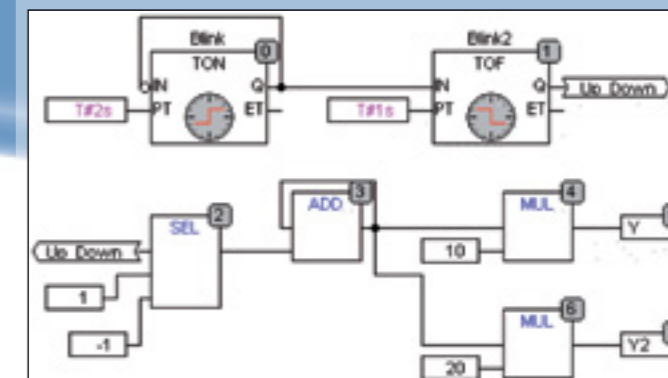 Blink 0 Blink2 1
TON TOF
IN Q IN Q Up Down
T#2s PT ET T#1s PT ET
SEL 2 ADD 3 MUL 4
Up Down Y
1 10
-1 MUL 6 Y2
20